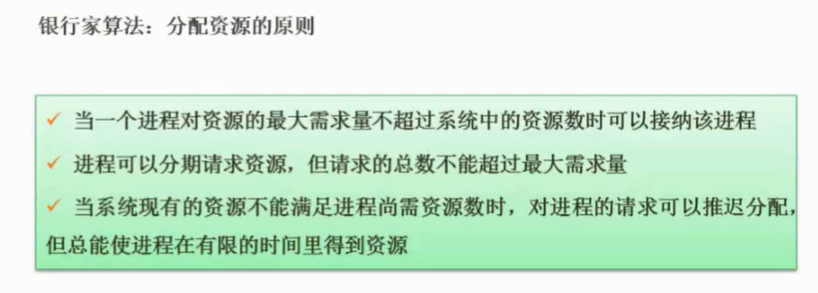 银行家算法：分配资源的原则
✓ 当一个进程对资源的最大需求量不超过系统中的资源数时可以接纳该进程
✓ 进程可以分期请求资源，但请求的总数不能超过最大需求量
✓ 当系统现有的资源不能满足进程尚需资源数时，对进程的请求可以推迟分配，
但总能使进程在有限的时间里得到资源